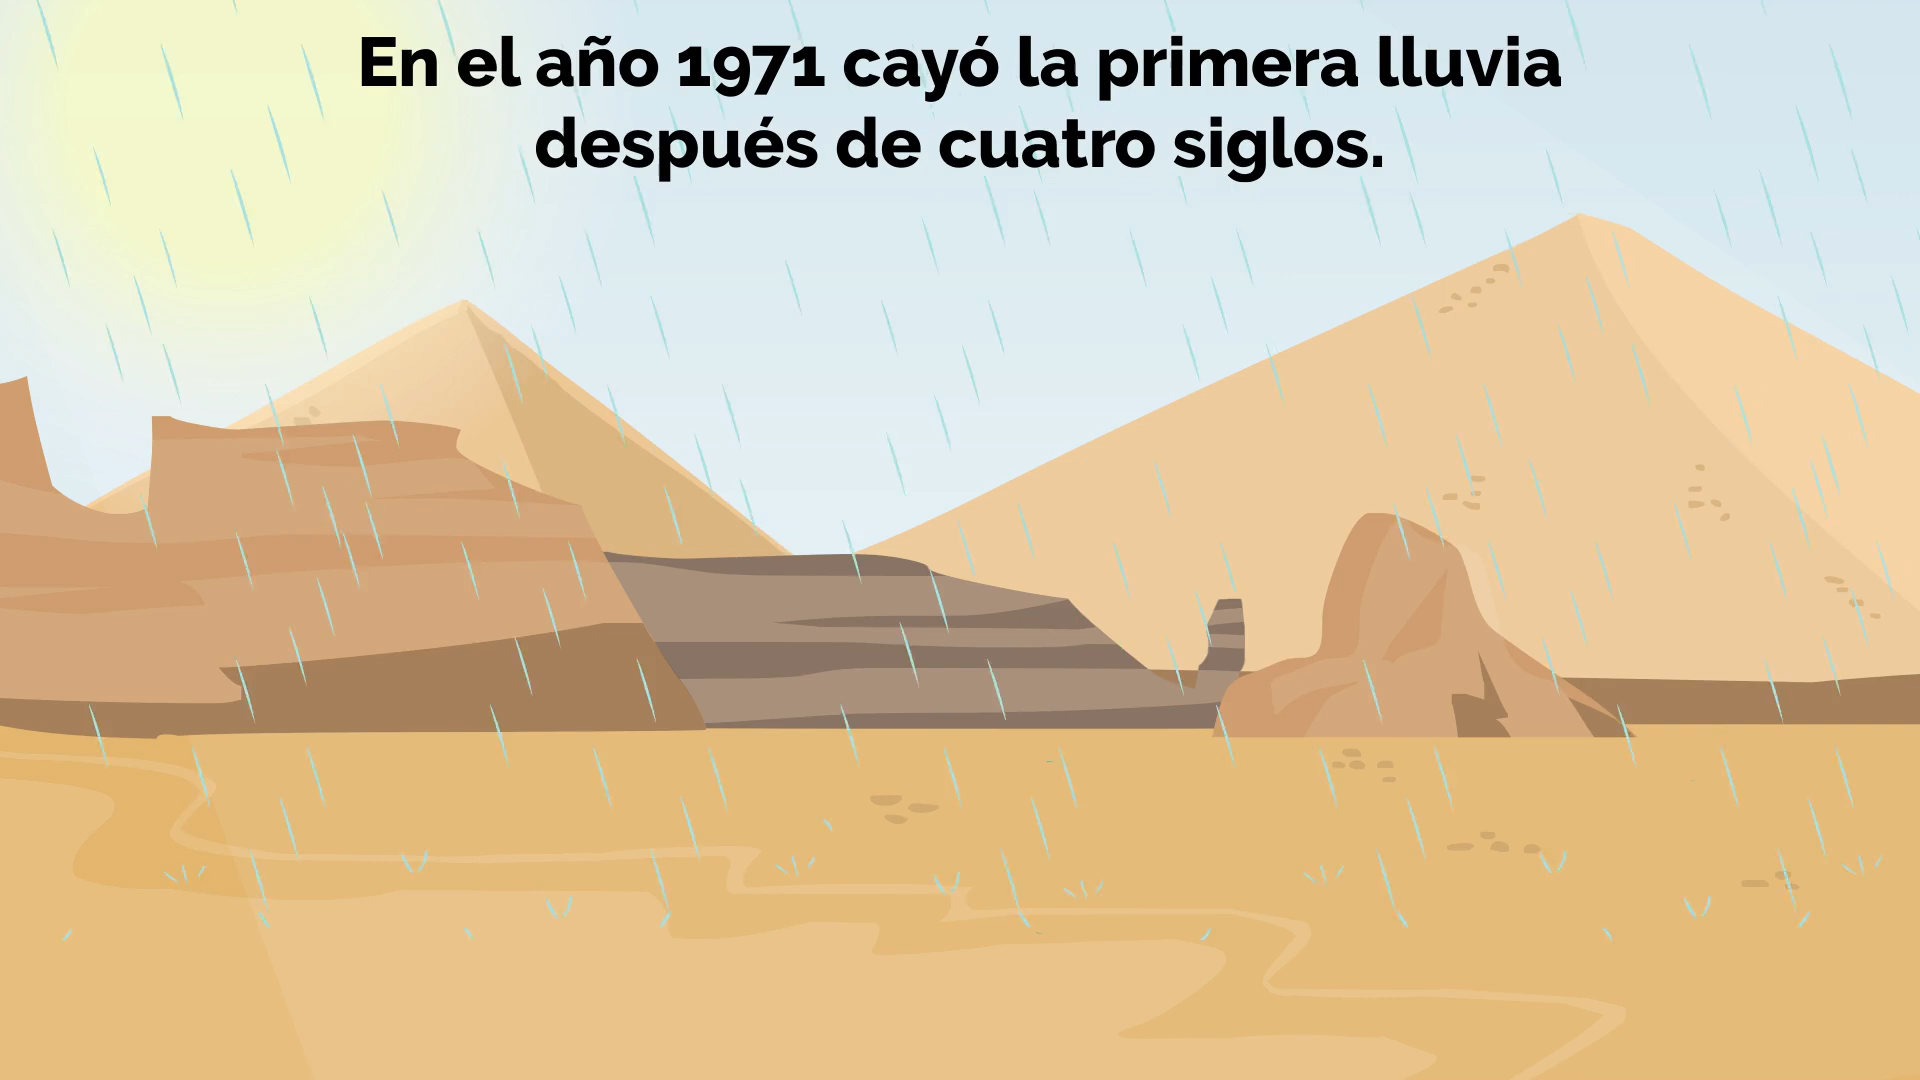 En el año 1971 cayó la primera lluvia
después de cuatro siglos.